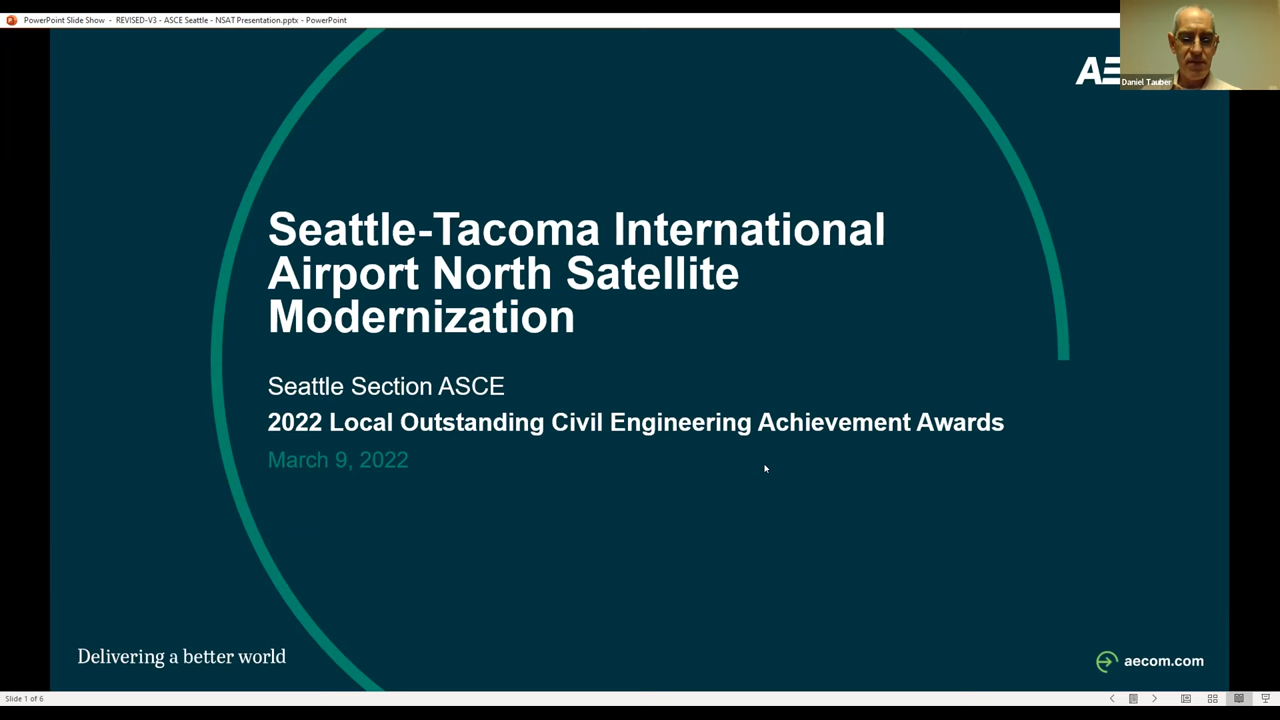 PowerPoint Slide Show - REVISED-V3 - ASCE Seattle - NSAT Presentation.pptx - PowerPoint
AE
Daniel Tauber
Seattle-Tacoma International
Airport North Satellite
Modernization
Seattle Section ASCE
2022 Local Outstanding Civil Engineering Achievement Awards
March 9, 2022
Delivering a better world
aecom.com
Slide 1 of 6